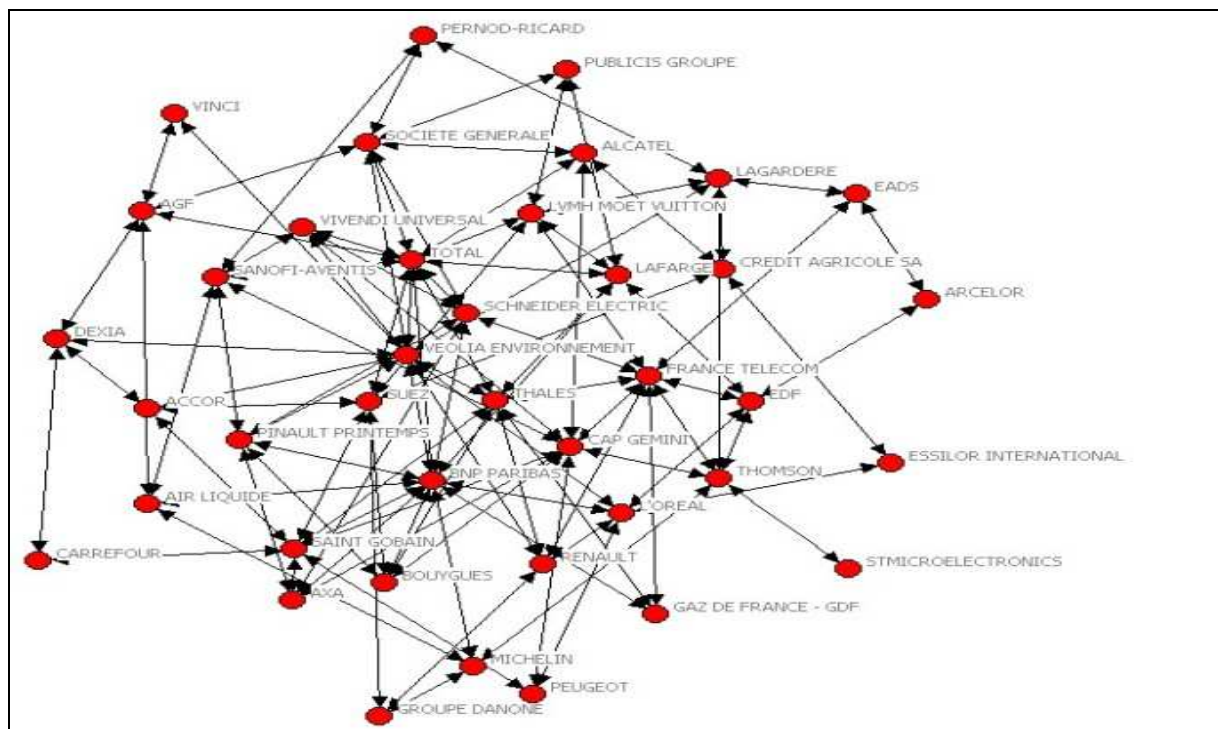 PERNOD-RICARD
PUBLICIS GROUPE
VINCI
SOCIETE GENERALE
ALCATEL
LAGARDERE
EADS
AGF
LVMH MOET VUITTON
VIVENDI UNIVERSAL
TOTAL
SANOFI-AVENTIS
LAFARGE
CREDIT AGRICOLE SA
ARCELOR
SCHNEIDER ELECTRIC
DEXIA
VEOLIA ENVIRONNEMENT
FRANCE TELECOM
ACCOR
SUEZ
THALES
EDF
PINAULT PRINTEMPS
CAP GEMINI
ESSILOR INTERNATIONAL
BNP PARIBAS
THOMSON
AIR LIQUIDE
L'OREAL
CARREFOUR
SAINT GOBAIN
RENAULT
STMICROELECTRONICS
BOUYGUES
AXA
GAZ DE FRANCE - GDF
MICHELIN
PEUGEOT
GROUPE DANONE